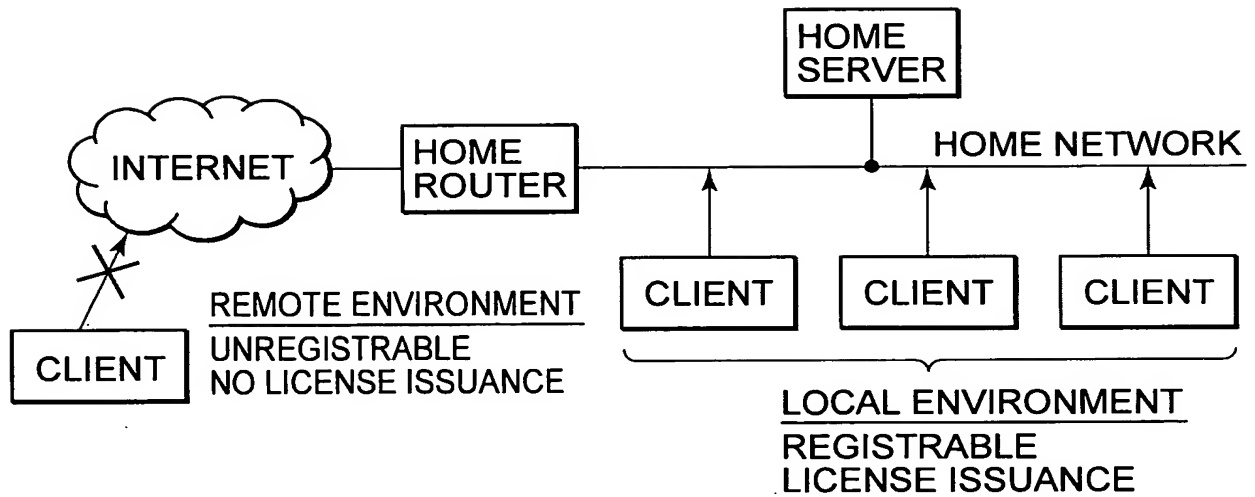 HOME
SERVER
INTERNET
HOME
ROUTER
HOME NETWORK
CLIENT
CLIENT
CLIENT
CLIENT
REMOTE ENVIRONMENT
UNREGISTRABLE
NO LICENSE ISSUANCE
LOCAL ENVIRONMENT
REGISTRABLE
LICENSE ISSUANCE